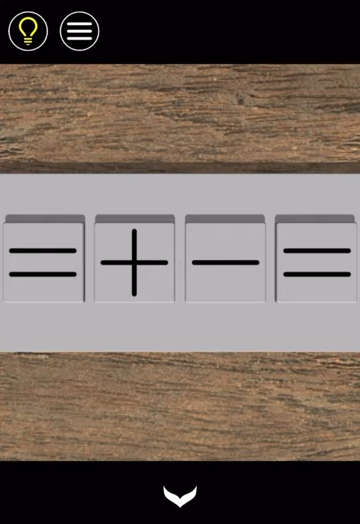 = + − =